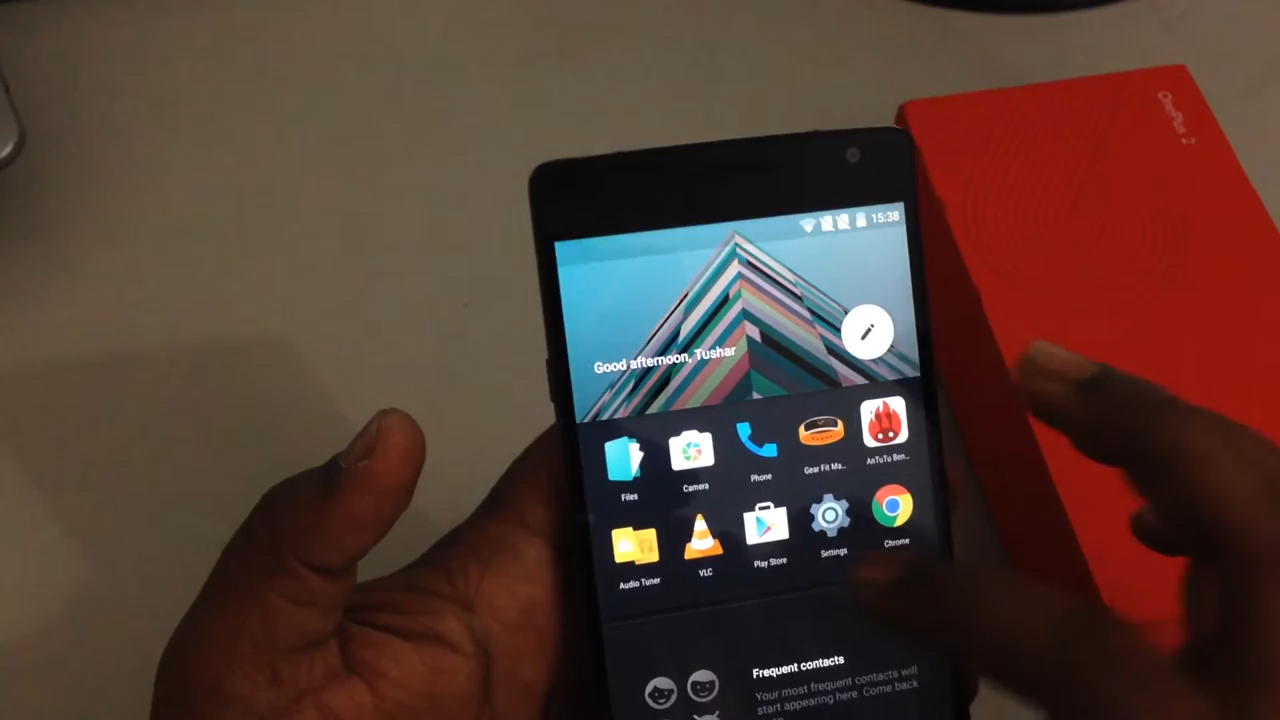 OnePlus 2
15:38
Good afternoon, Tushar
Files
Camera
Phone
Gear Fit Ma...
AnTuTu Ben...
Audio Tuner
VLC
Play Store
Settings
Chrome
Frequent contacts
Your most frequent contacts will
start appearing here. Come back